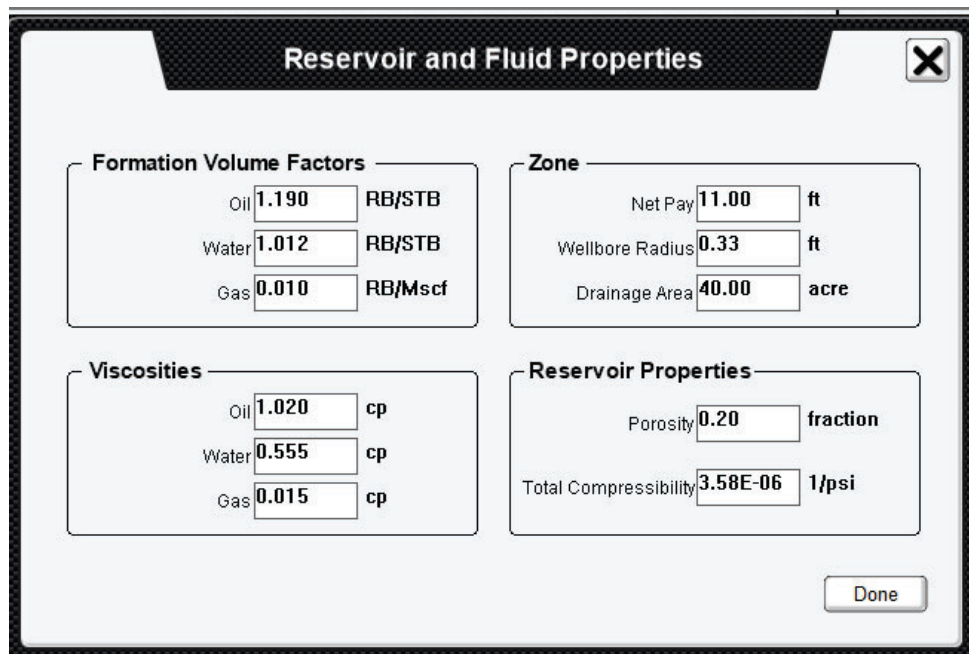 Reservoir and Fluid Properties
Formation Volume Factors
Oil 1.190 RB/STB
Water 1.012 RB/STB
Gas 0.010 RB/Mscf
Zone
Net Pay 11.00 ft
Wellbore Radius 0.33 ft
Drainage Area 40.00 acre
Viscosities
Oil 1.020 cp
Water 0.555 cp
Gas 0.015 cp
Reservoir Properties
Porosity 0.20 fraction
Total Compressibility 3.58E-06 1/psi
Done